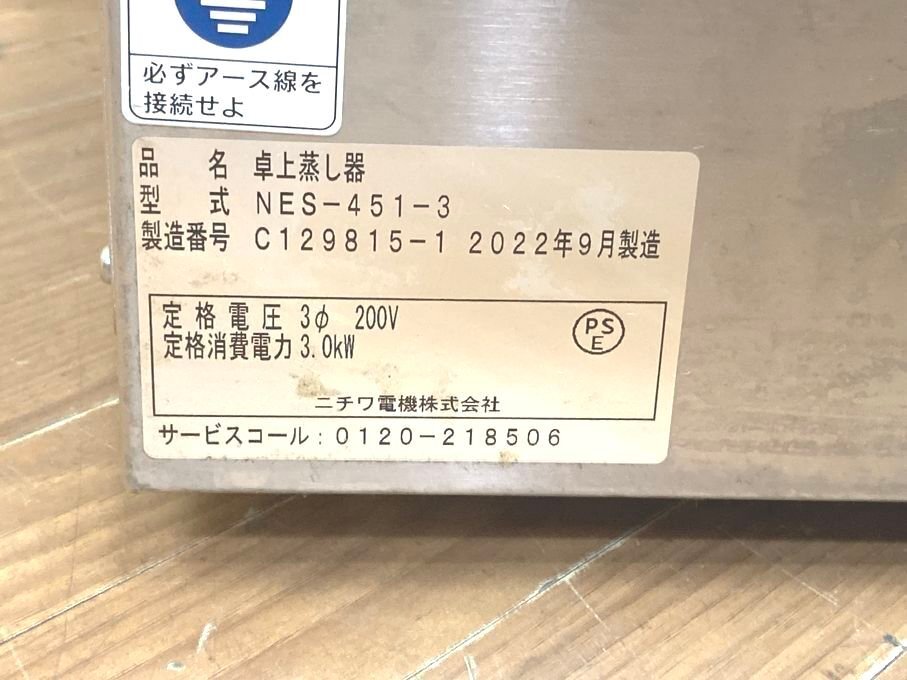 必ずアース線を
接続せよ
品 名 卓上蒸し器
型 式 NES-451-3
製造番号 C129815-1 2022年9月製造
定格電圧 3φ 200V
定格消費電力 3.0kW
PS
E
ニチワ電機株式会社
サービスコール:0120-218506